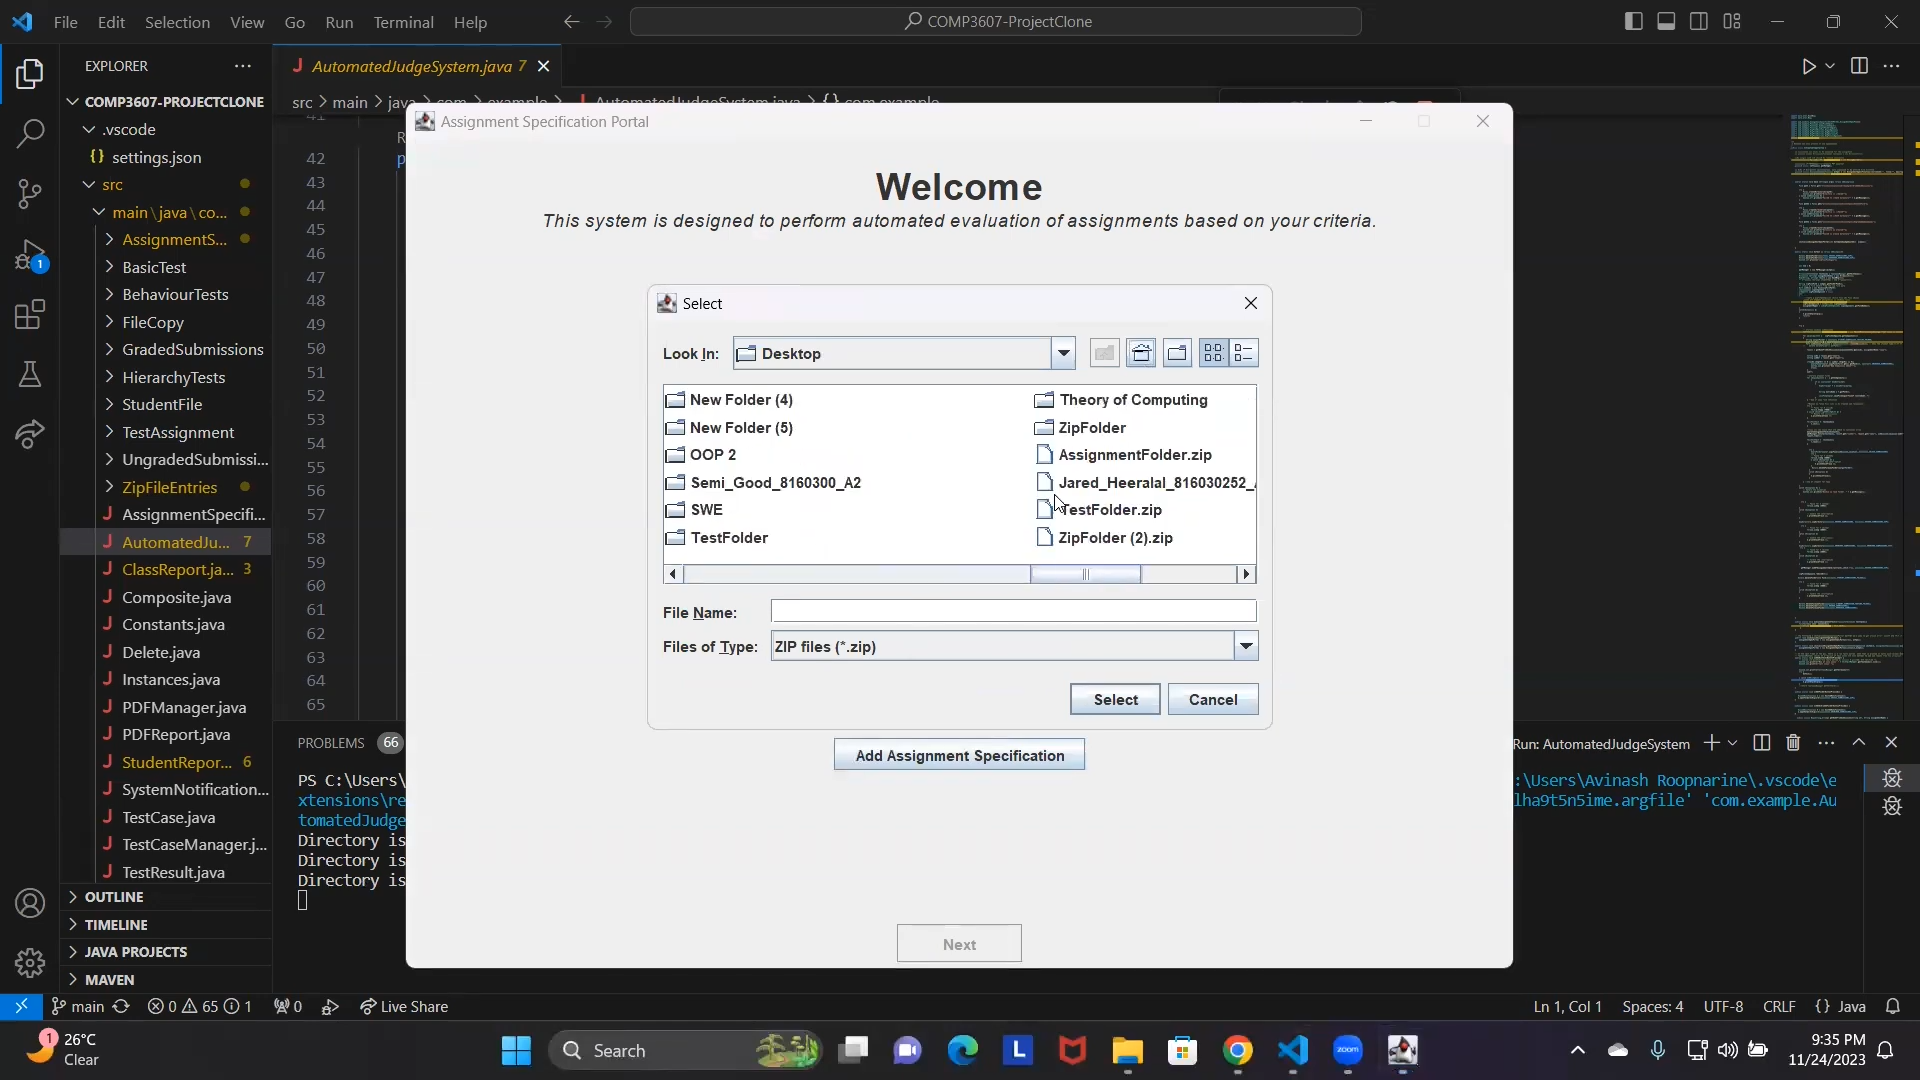 File Edit Selection View Go Run Terminal Help
COMP3607-ProjectClone
EXPLORER
AutomatedJudgeSystem.java 7
COMP3607-PROJECTCLONE
src > main > java > com > example > AutomatedJudgeSystem.java > {} com.example
.vscode
{} settings.json
src
main\java\co...
AssignmentS...
BasicTest
BehaviourTests
FileCopy
GradedSubmissions
HierarchyTests
StudentFile
TestAssignment
UngradedSubmissi...
ZipFileEntries
AssignmentSpecifi...
AutomatedJu... 7
ClassReport.ja... 3
Composite.java
Constants.java
Delete.java
Instances.java
PDFManager.java
PDFReport.java
StudentRepor... 6
SystemNotification...
TestCase.java
TestCaseManager.j...
TestResult.java
OUTLINE
TIMELINE
JAVA PROJECTS
MAVEN
41
R
42 p
43
44
45
46
47
48
49
50
51
52
53
54
55
56
57
58
59
60
61
62
63
64
65
Assignment Specification Portal
Welcome
This system is designed to perform automated evaluation of assignments based on your criteria.
Select
Look In: Desktop
New Folder (4)
New Folder (5)
OOP 2
Semi_Good_8160300_A2
SWE
TestFolder
Theory of Computing
ZipFolder
AssignmentFolder.zip
Jared_Heeralal_816030252_
TestFolder.zip
ZipFolder (2).zip
File Name:
Files of Type: ZIP files (*.zip)
Select Cancel
Add Assignment Specification
Next
PROBLEMS 66
Run: AutomatedJudgeSystem
PS C:\Users\ :\Users\Avinash Roopnarine\.vscode\e
xtensions\re lha9t5n5ime.argfile' 'com.example.Au
tomatedJudge
Directory is
Directory is
Directory is
main 0 65 1 0 Live Share
Ln 1, Col 1 Spaces: 4 UTF-8 CRLF {} Java
1 26°C
Clear
Search
L
zoom
9:35 PM
11/24/2023